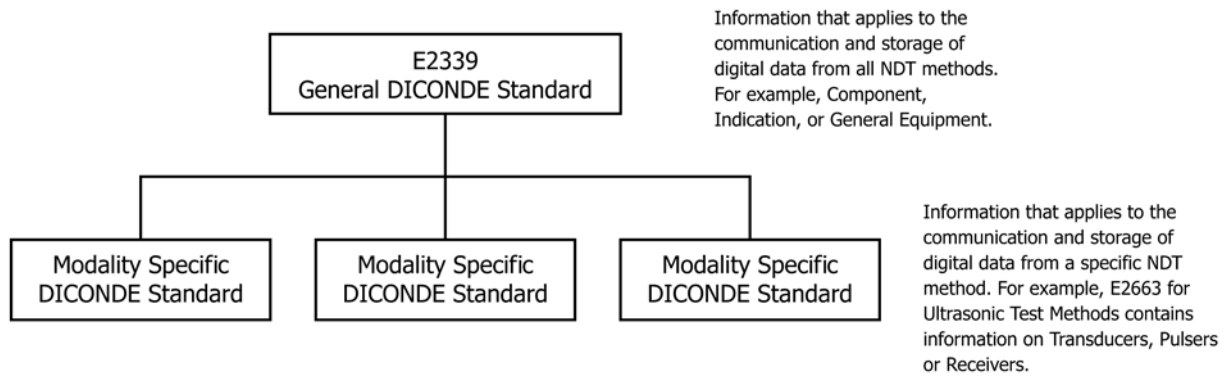 E2339
General DICONDE Standard
Information that applies to the
communication and storage of
digital data from all NDT methods.
For example, Component,
Indication, or General Equipment.
Modality Specific
DICONDE Standard
Modality Specific
DICONDE Standard
Modality Specific
DICONDE Standard
Information that applies to the
communication and storage of
digital data from a specific NDT
method. For example, E2663 for
Ultrasonic Test Methods contains
information on Transducers, Pulsers
or Receivers.